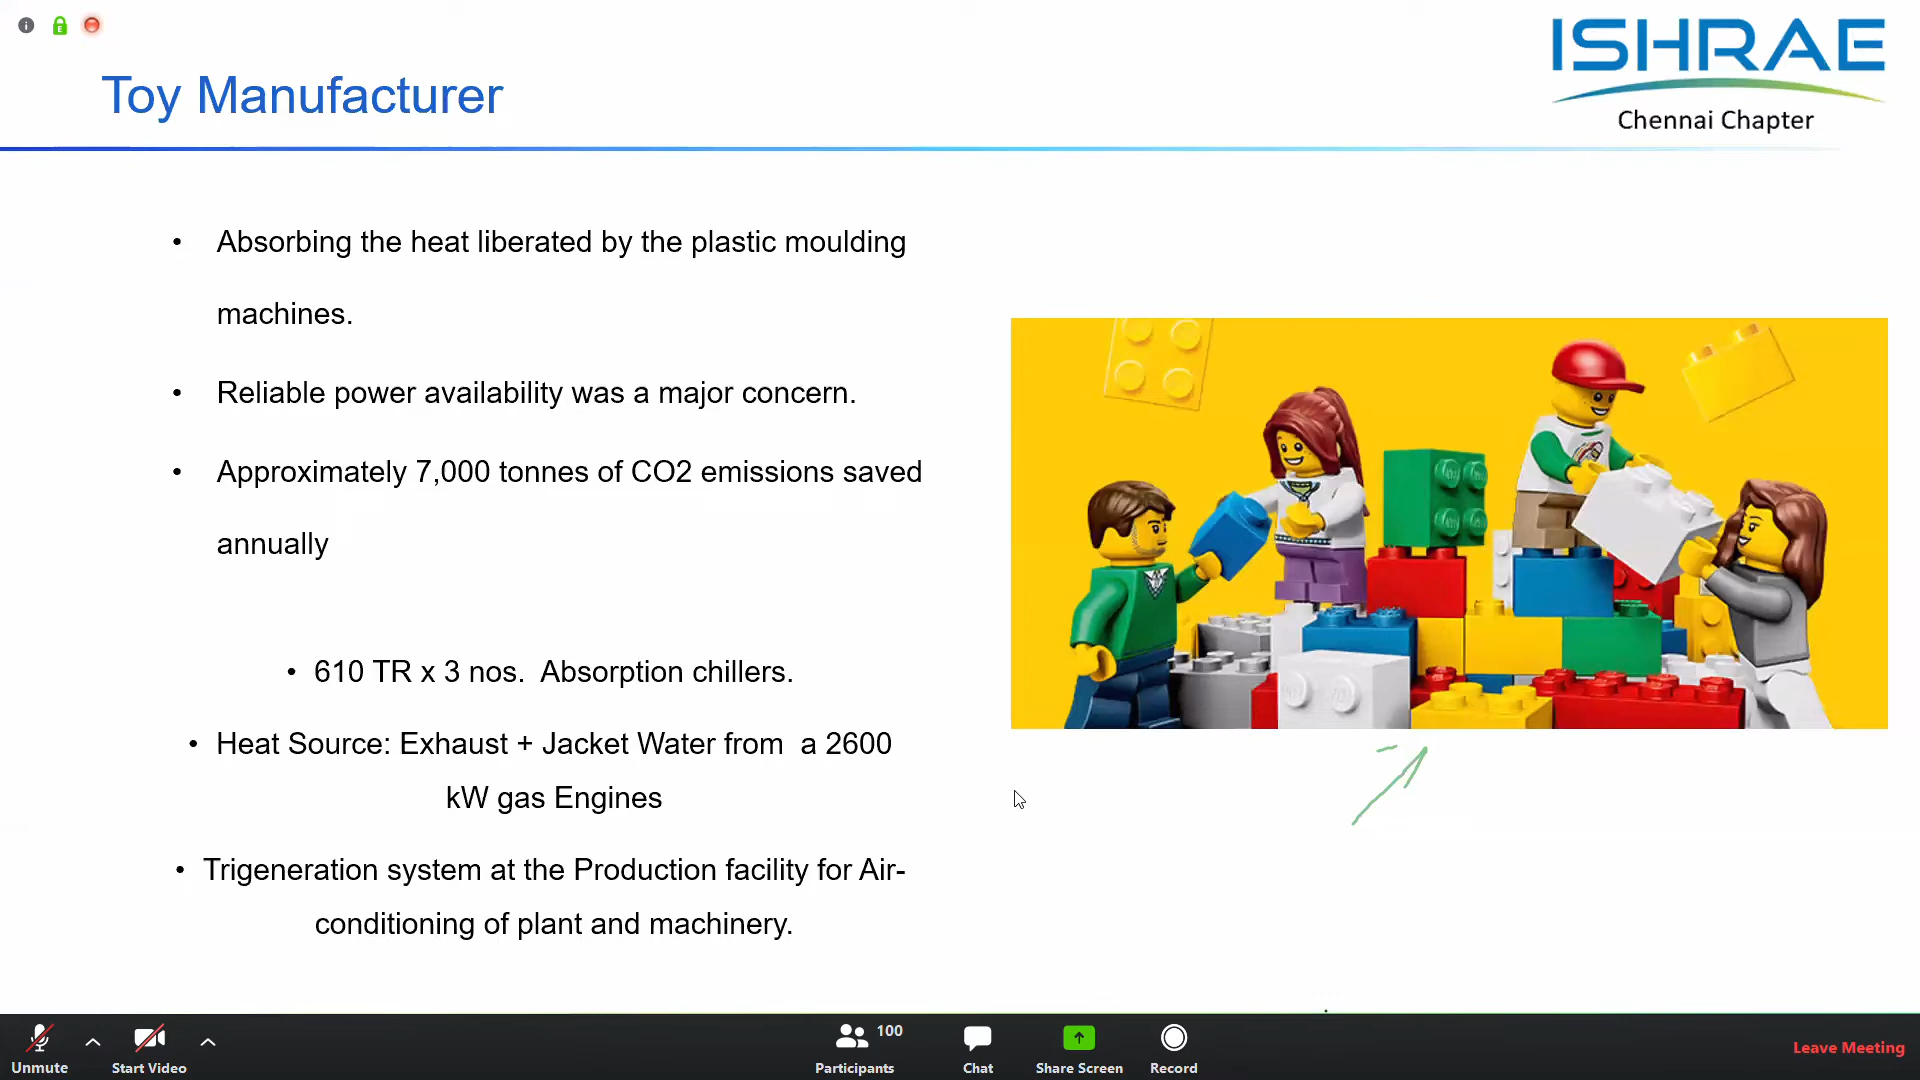 ISHRAE
Chennai Chapter
Toy Manufacturer
• Absorbing the heat liberated by the plastic moulding
machines.
• Reliable power availability was a major concern.
• Approximately 7,000 tonnes of CO2 emissions saved
annually
• 610 TR x 3 nos.  Absorption chillers.
• Heat Source: Exhaust + Jacket Water from  a 2600
kW gas Engines
• Trigeneration system at the Production facility for Air-
conditioning of plant and machinery.
Unmute
Start Video
100
Participants
Chat
Share Screen
Record
Leave Meeting